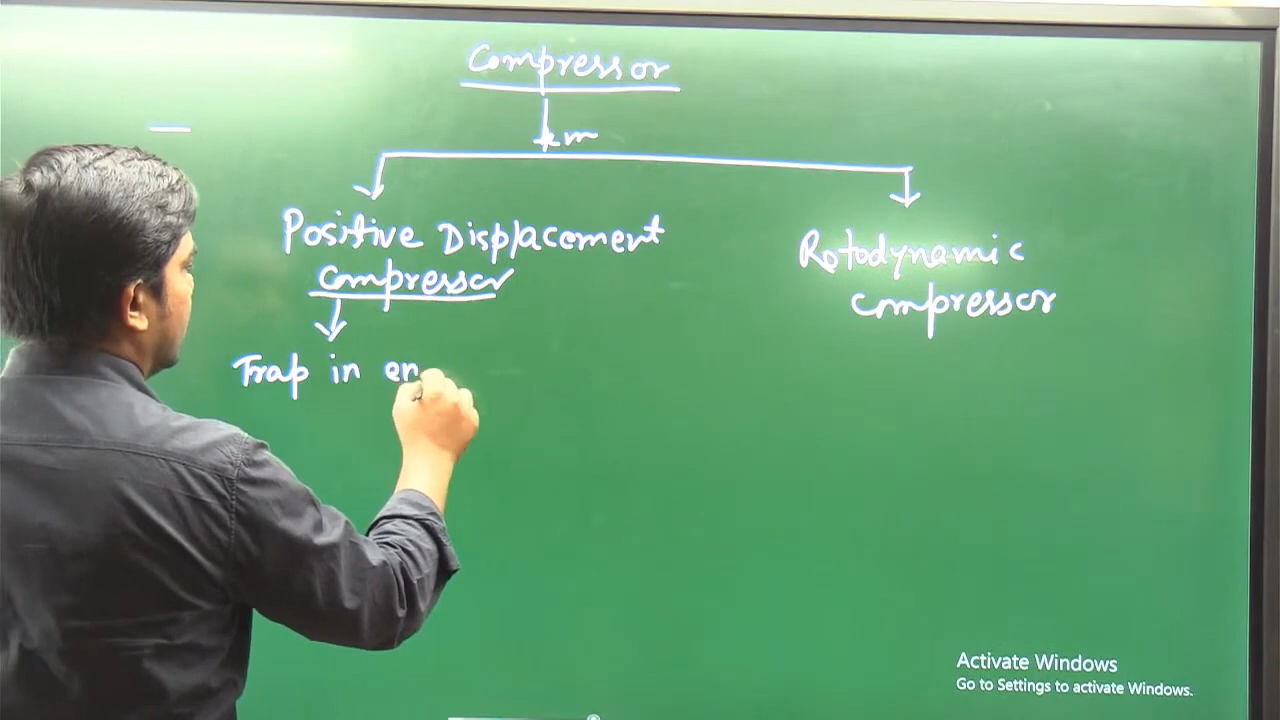 Compressor
Positive Displacement
compressor
Rotodynamic
compressor
Trap in en
Activate Windows
Go to Settings to activate Windows.